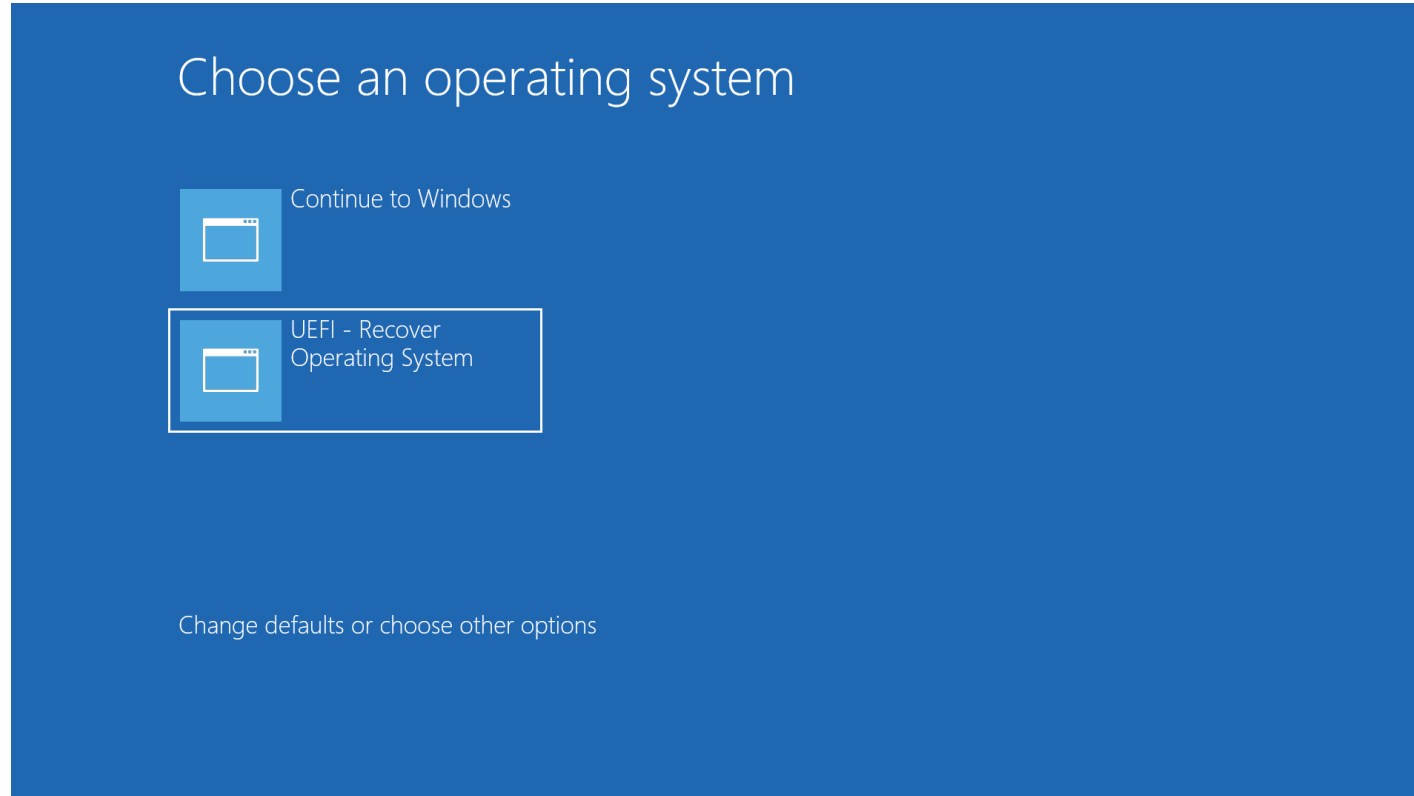 Choose an operating system
Continue to Windows
UEFI - Recover
Operating System
Change defaults or choose other options